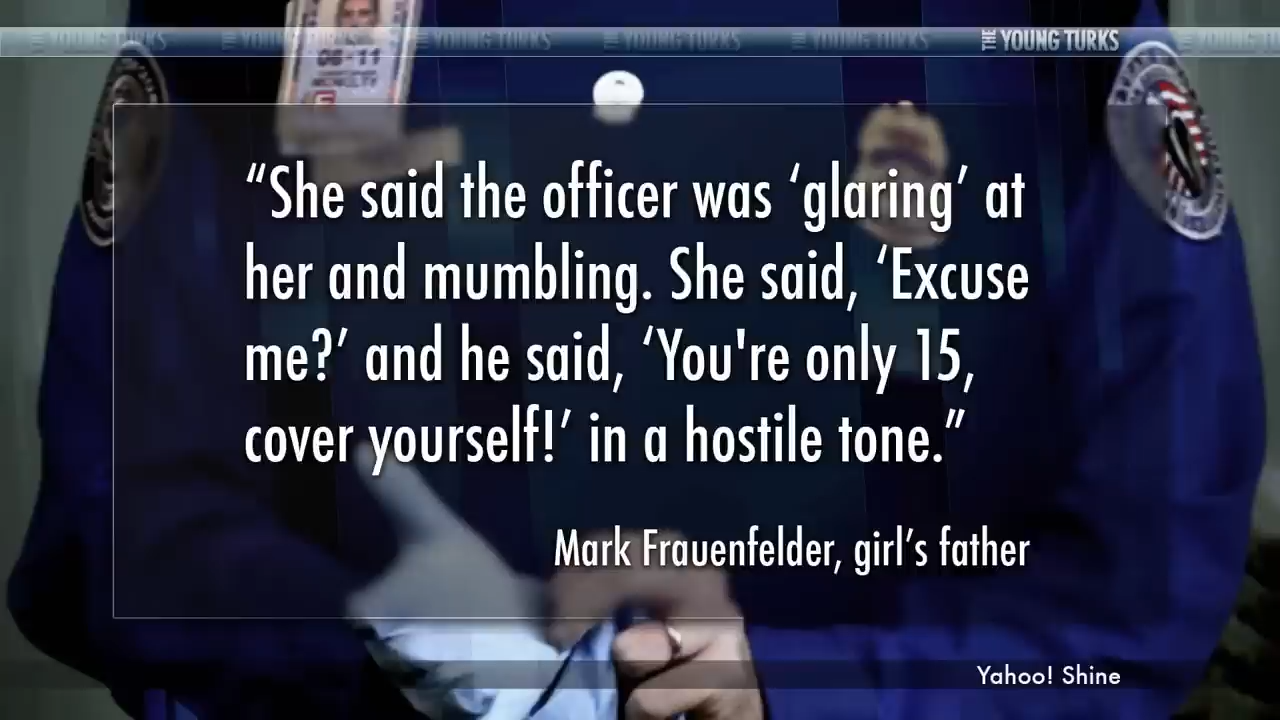 THE YOUNG TURKS
“She said the officer was ‘glaring’ at
her and mumbling. She said, ‘Excuse
me?’ and he said, ‘You're only 15,
cover yourself!’ in a hostile tone.”
Mark Frauenfelder, girl’s father
Yahoo! Shine